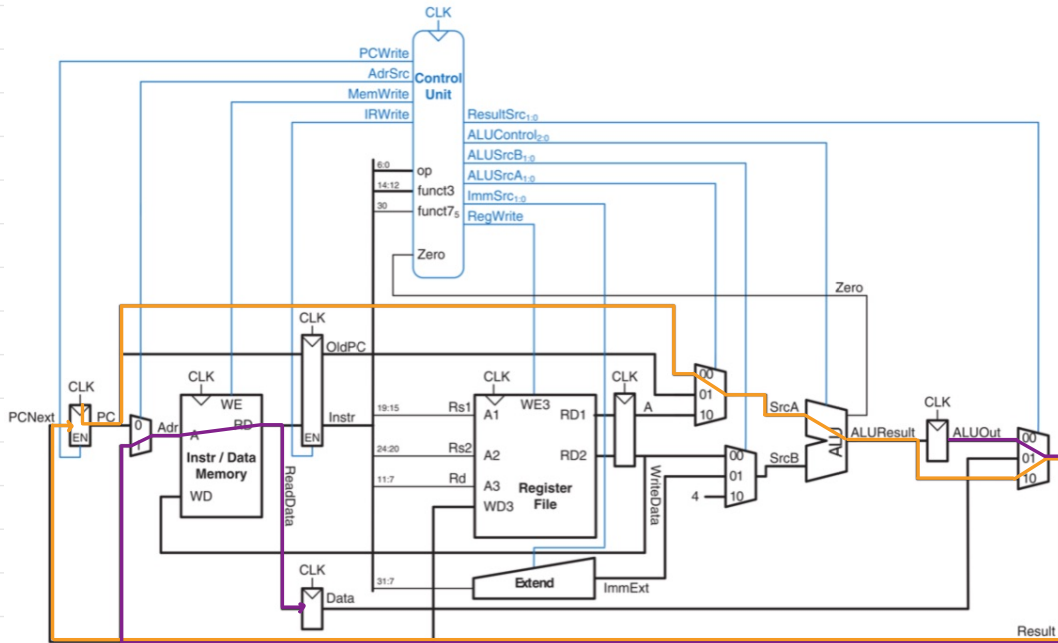 CLK
PCWrite
AdrSrc
MemWrite
IRWrite
Control
Unit
ResultSrc1:0
ALUControl2:0
ALUSrcB1:0
ALUSrcA1:0
ImmSrc1:0
RegWrite
6:0
op
14:12
funct3
30
funct75
Zero
Zero
CLK
OldPC
CLK
CLK
CLK
CLK
PCNext
PC
EN
0
1
Adr
WE
A
RD
Instr / Data
Memory
WD
ReadData
EN
Instr
19:15
Rs1
A1
WE3
RD1
24:20
Rs2
A2
RD2
11:7
Rd
A3
WD3
Register
File
A
WriteData
00
01
10
SrcA
00
01
4
10
SrcB
ALU
ALUResult
CLK
ALUOut
00
01
10
31:7
Extend
ImmExt
CLK
Data
Result